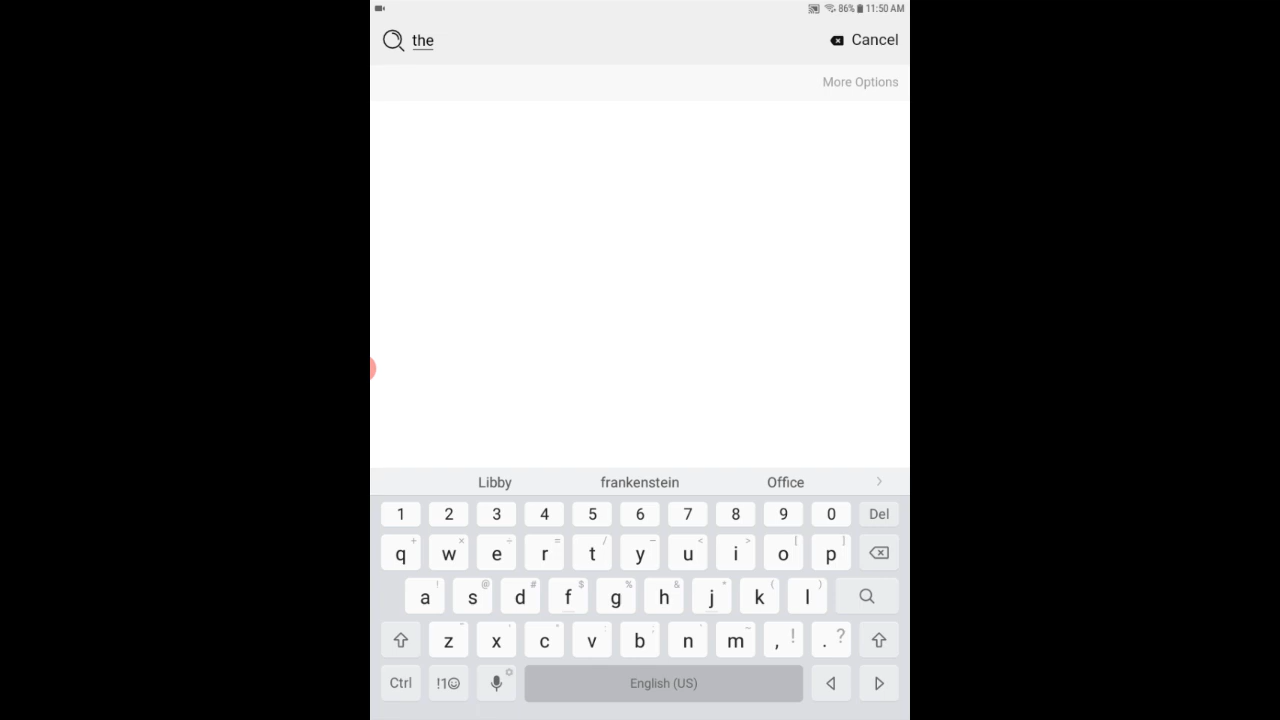 86% 11:50 AM
the Cancel
More Options
Libby frankenstein Office
1 2 3 4 5 6 7 8 9 0 Del
+ × ÷ = / _ < > [ ]
q w e r t y u i o p
! @ # $ % & * ( )
a s d f g h j k l
z x c v b n m , ! . ?
Ctrl !1☺ English (US)